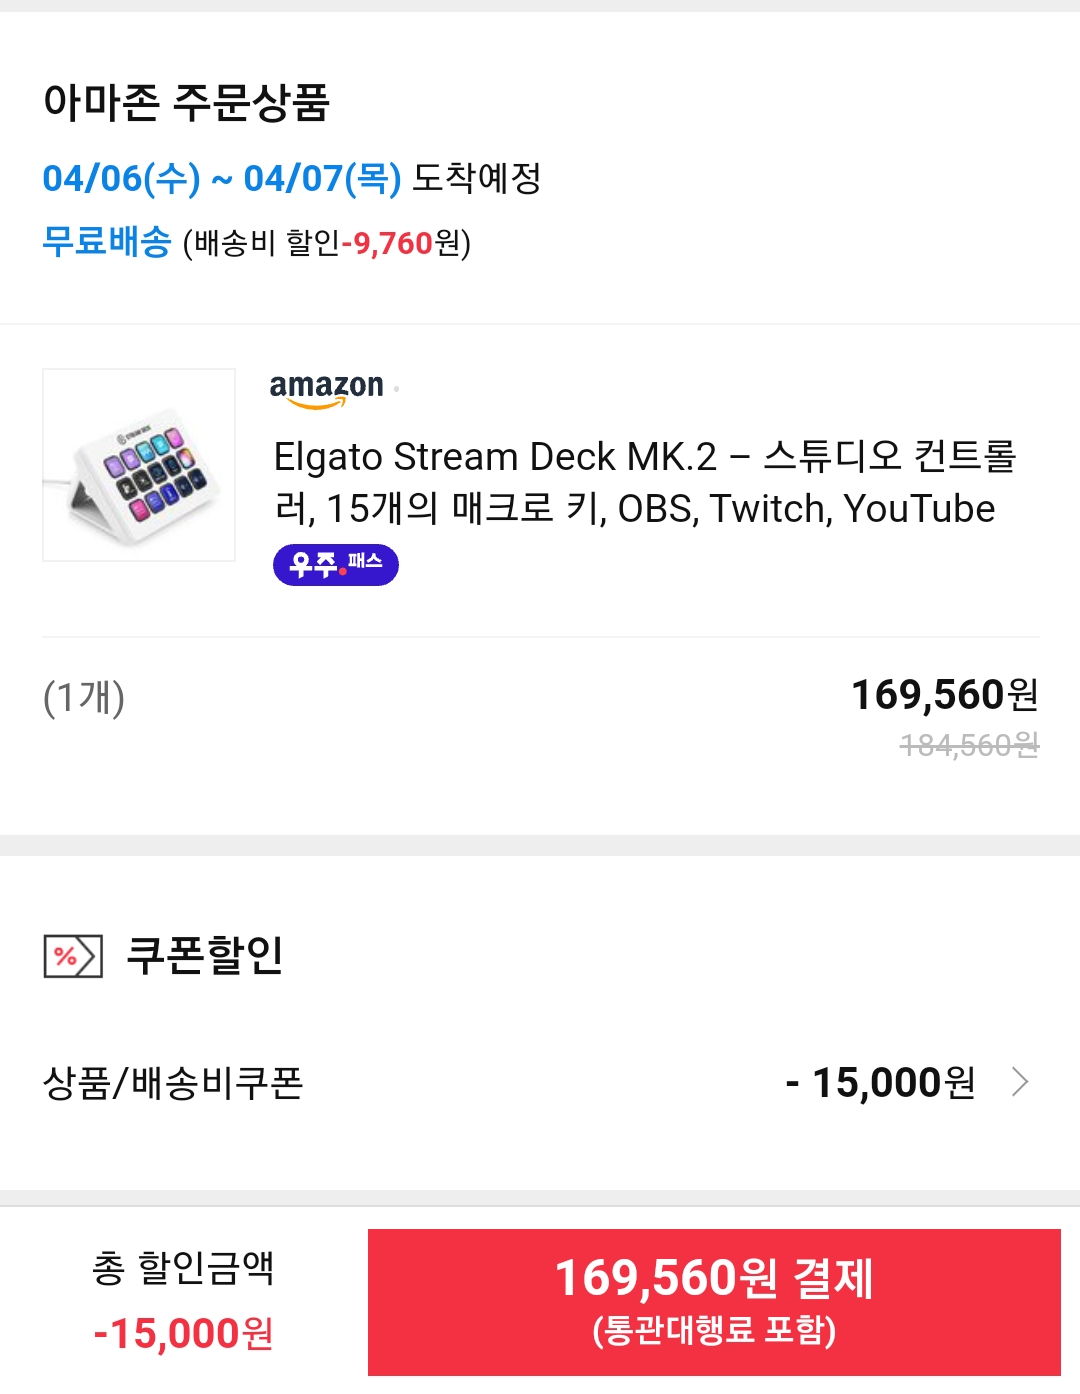 아마존 주문상품
04/06(수) ~ 04/07(목) 도착예정
무료배송 (배송비 할인-9,760원)
STREAM DECK
amazon
Elgato Stream Deck MK.2 – 스튜디오 컨트롤
러, 15개의 매크로 키, OBS, Twitch, YouTube
우주.패스
(1개)
169,560원
184,560원
% 쿠폰할인
상품/배송비쿠폰
- 15,000원
총 할인금액
-15,000원
169,560원 결제
(통관대행료 포함)